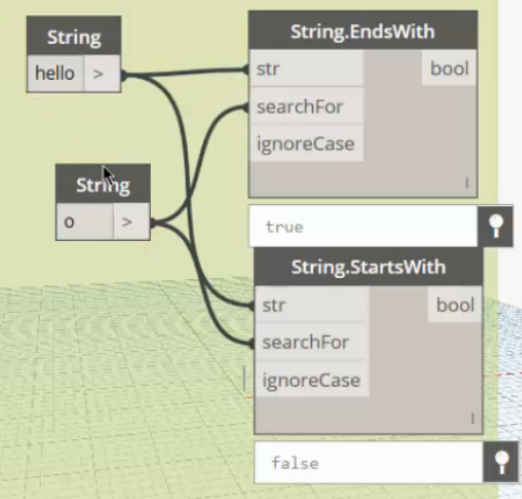 String
hello >
String
o >
String.EndsWith
str bool
searchFor
ignoreCase
l
true
String.StartsWith
str bool
searchFor
ignoreCase
l
false